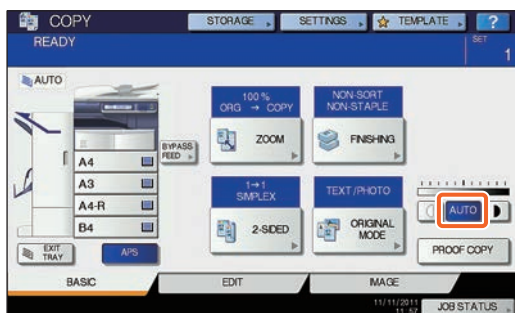 COPY
STORAGE
SETTINGS
TEMPLATE
?
READY
SET
1
AUTO
100 %
ORG → COPY
NON-SORT
NON-STAPLE
ZOOM
FINISHING
BYPASS
FEED
A4
A3
A4-R
B4
1→1
SIMPLEX
TEXT/PHOTO
2-SIDED
ORIGINAL
MODE
AUTO
EXIT
TRAY
APS
PROOF COPY
BASIC
EDIT
IMAGE
11/11/2011
11:57
JOB STATUS